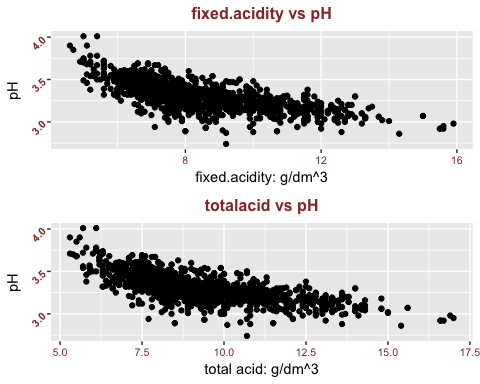 fixed.acidity vs pH
4.0
3.5
3.0
pH
8
12
16
fixed.acidity: g/dm^3
totalacid vs pH
4.0
3.5
3.0
pH
5.0
7.5
10.0
12.5
15.0
17.5
total acid: g/dm^3